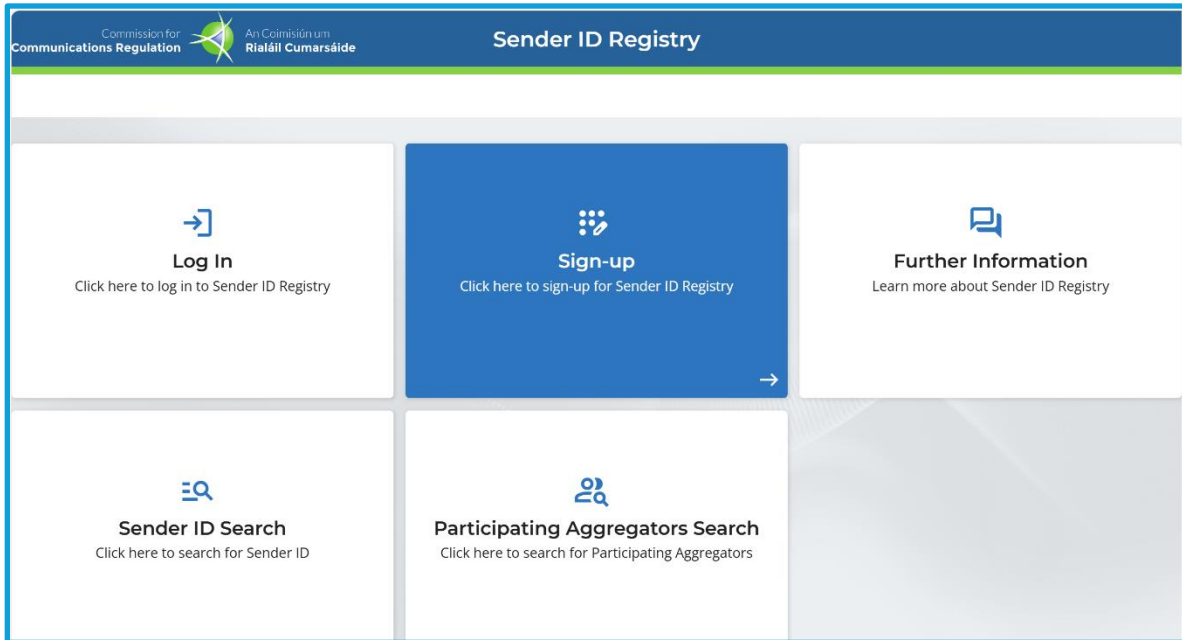 Commission for
Communications Regulation
An Coimisiún um
Rialáil Cumarsáide
Sender ID Registry
Log In
Click here to log in to Sender ID Registry
Sign-up
Click here to sign-up for Sender ID Registry
Further Information
Learn more about Sender ID Registry
Sender ID Search
Click here to search for Sender ID
Participating Aggregators Search
Click here to search for Participating Aggregators